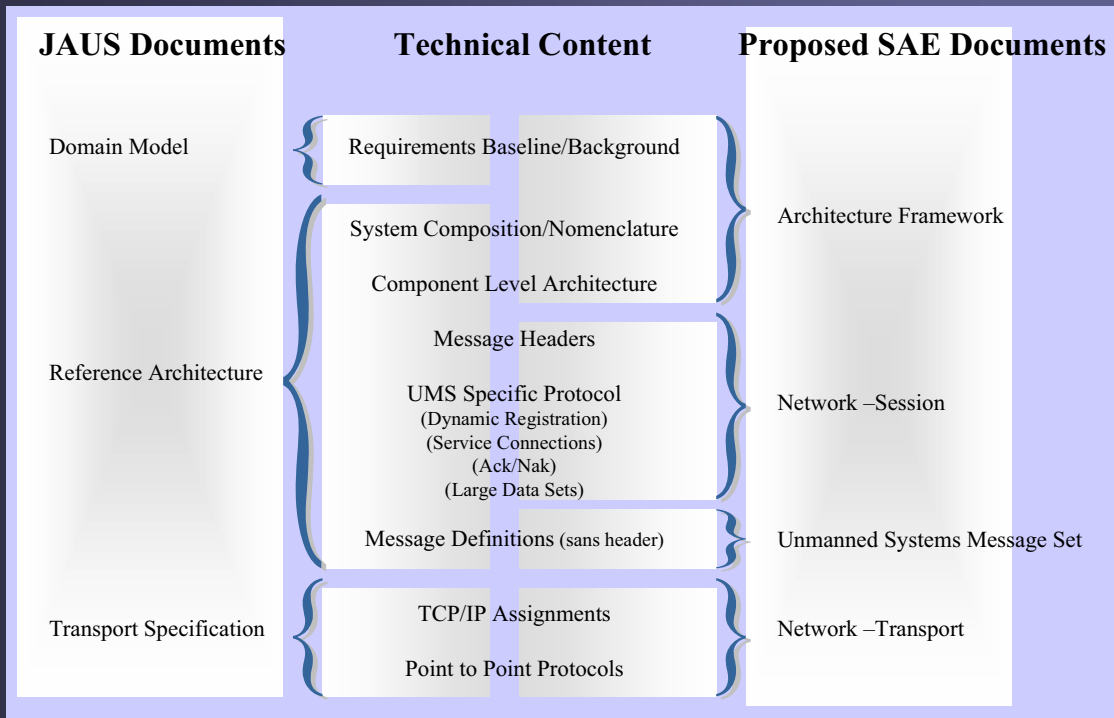 JAUS Documents
Technical Content
Proposed SAE Documents
Domain Model
Requirements Baseline/Background
Architecture Framework
System Composition/Nomenclature
Component Level Architecture
Message Headers
Reference Architecture
UMS Specific Protocol
(Dynamic Registration)
(Service Connections)
(Ack/Nak)
(Large Data Sets)
Network –Session
Message Definitions (sans header)
Unmanned Systems Message Set
TCP/IP Assignments
Transport Specification
Network –Transport
Point to Point Protocols